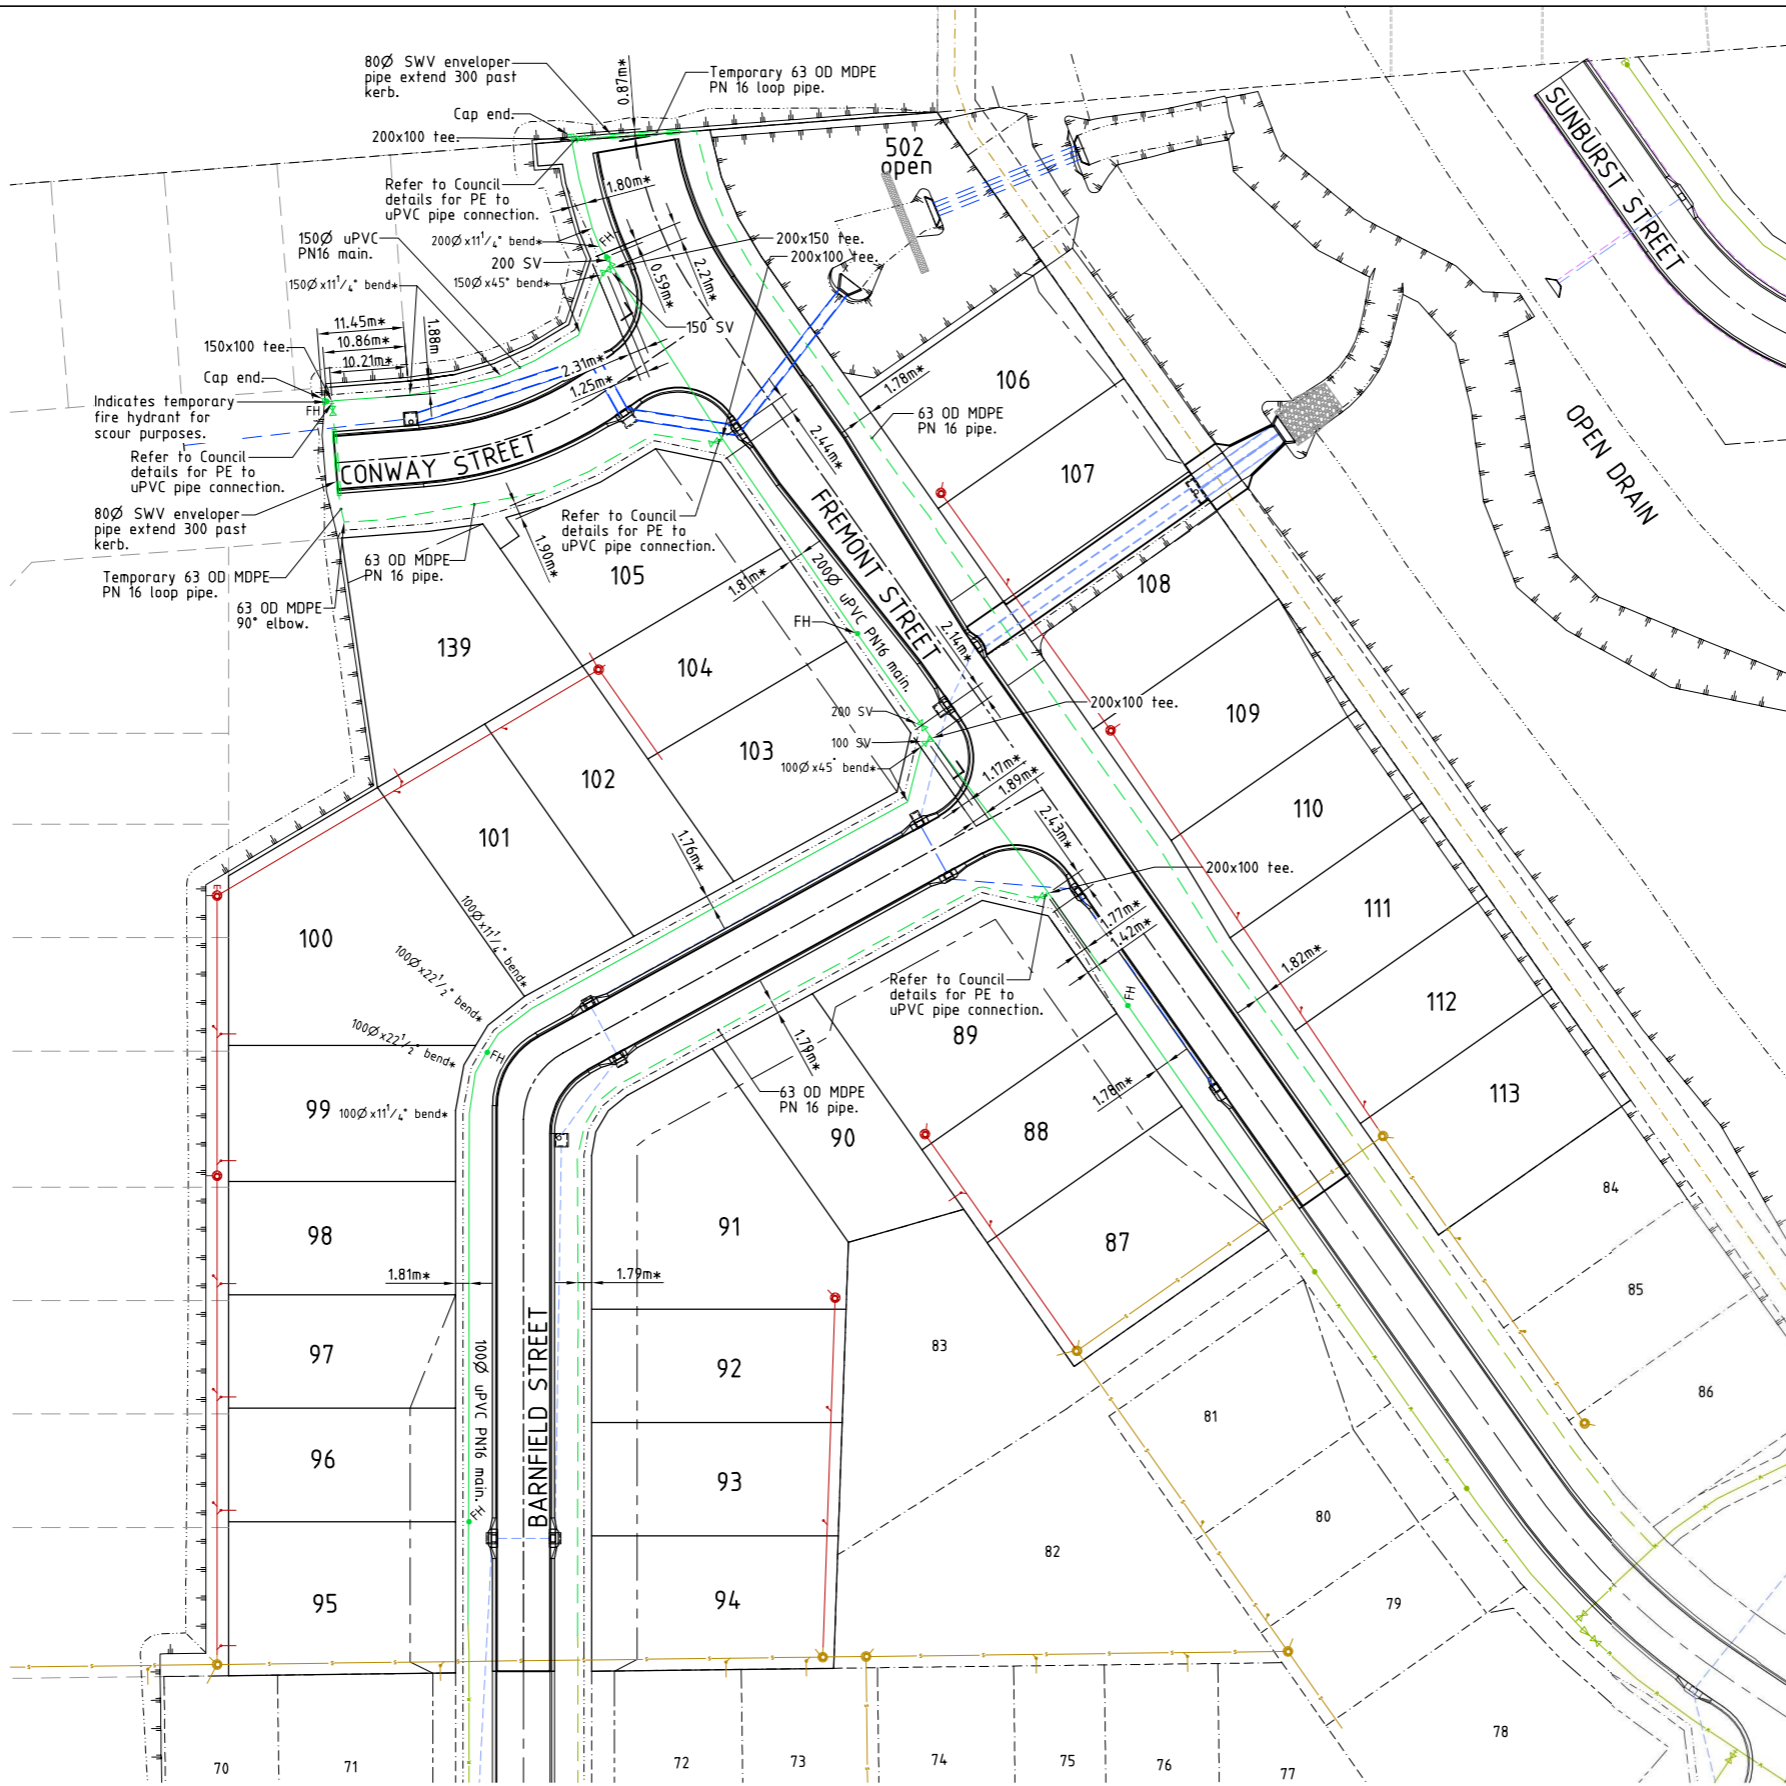 80Ø SWV enveloper
pipe extend 300 past
kerb.
0.87m*
Temporary 63 OD MDPE
PN 16 loop pipe.
Cap end.
200x100 tee.
502
open
SUNBURST STREET
Refer to Council
details for PE to
uPVC pipe connection.
1.80m*
FH
200Ø x11¹/₄° bend*
200x150 tee.
200x100 tee.
150Ø uPVC
PN16 main.
200 SV
150Ø x45° bend*
0.59m*
2.21m*
150Ø x11¹/₄° bend*
150 SV
11.45m*
10.86m*
10.21m*
1.88m
150x100 tee.
Cap end.
2.31m*
1.25m*
Indicates temporary
fire hydrant for
scour purposes.
FH
1.78m*
106
63 OD MDPE
PN 16 pipe.
2.44m*
107
OPEN DRAIN
Refer to Council
details for PE to
uPVC pipe connection.
CONWAY STREET
80Ø SWV enveloper
pipe extend 300 past
kerb.
Refer to Council
details for PE to
uPVC pipe connection.
1.90m*
FREMONT STREET
63 OD MDPE
PN 16 pipe.
105
1.81m*
200Ø uPVC PN16 main.
108
Temporary 63 OD MDPE
PN 16 loop pipe.
63 OD MDPE
90° elbow.
FH
2.14m*
139
104
200x100 tee.
109
200 SV
100 SV
100Ø x45° bend*
103
102
1.17m*
1.89m*
2.43m*
110
101
1.76m*
200x100 tee.
100Ø x11¹/₄° bend*
100
100Ø x22¹/₂° bend*
100Ø x22¹/₂° bend*
FH
1.77m*
1.42m*
111
1.82m*
Refer to Council
details for PE to
uPVC pipe connection.
FH
112
89
1.79m*
63 OD MDPE
PN 16 pipe.
99
100Ø x11¹/₄° bend*
1.78m*
113
90
88
84
98
91
87
1.81m*
1.79m*
85
97
BARNFIELD STREET
100Ø uPVC PN16 main.
92
83
86
81
96
FH
93
80
82
95
94
79
78
70
71
72
73
74
75
76
77